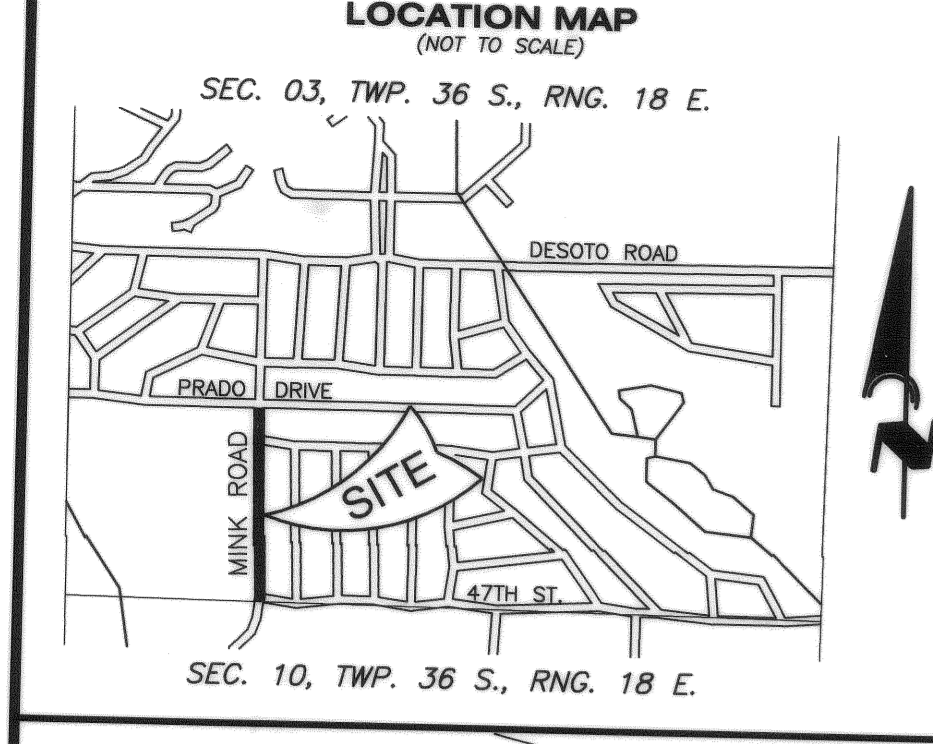 LOCATION MAP
(NOT TO SCALE)
SEC. 03, TWP. 36 S., RNG. 18 E.
DESOTO ROAD
PRADO DRIVE
MINK ROAD
SITE
47TH ST.
N
SEC. 10, TWP. 36 S., RNG. 18 E.